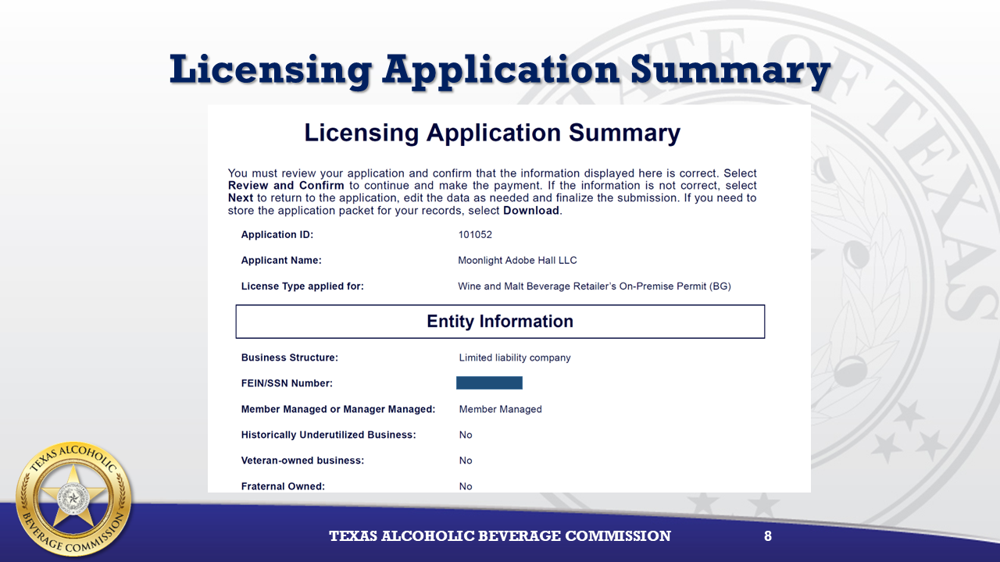 Licensing Application Summary
Licensing Application Summary
You must review your application and confirm that the information displayed here is correct. Select
Review and Confirm to continue and make the payment. If the information is not correct, select
Next to return to the application, edit the data as needed and finalize the submission. If you need to
store the application packet for your records, select Download.
Application ID: 101052
Applicant Name: Moonlight Adobe Hall LLC
License Type applied for: Wine and Malt Beverage Retailer's On-Premise Permit (BG)
Entity Information
Business Structure: Limited liability company
FEIN/SSN Number:
Member Managed or Manager Managed: Member Managed
Historically Underutilized Business: No
Veteran-owned business: No
Fraternal Owned: No
TEXAS ALCOHOLIC
BEVERAGE COMMISSION
TEXAS ALCOHOLIC BEVERAGE COMMISSION 8
STATE OF TEXAS